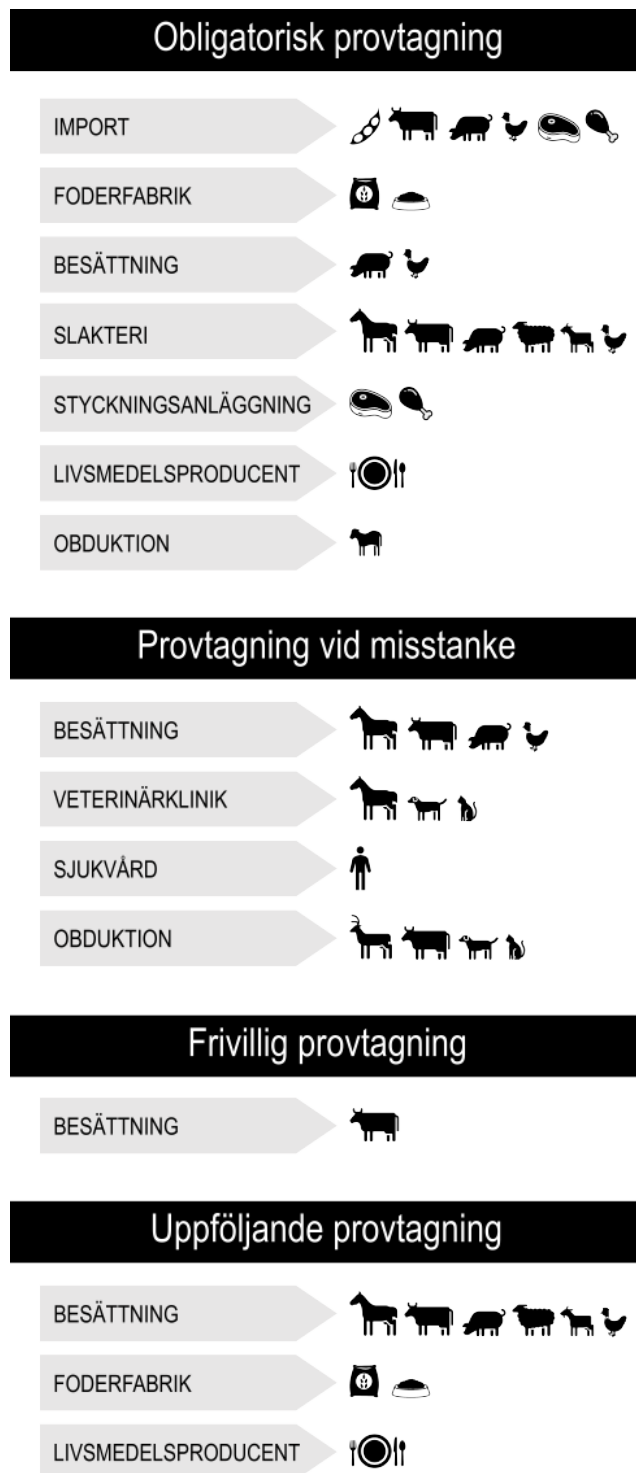 Obligatorisk provtagning
IMPORT
FODERFABRIK
BESÄTTNING
SLAKTERI
STYCKNINGSANLÄGGNING
LIVSMEDELSPRODUCENT
OBDUKTION
Provtagning vid misstanke
BESÄTTNING
VETERINÄRKLINIK
SJUKVÅRD
OBDUKTION
Frivillig provtagning
BESÄTTNING
Uppföljande provtagning
BESÄTTNING
FODERFABRIK
LIVSMEDELSPRODUCENT